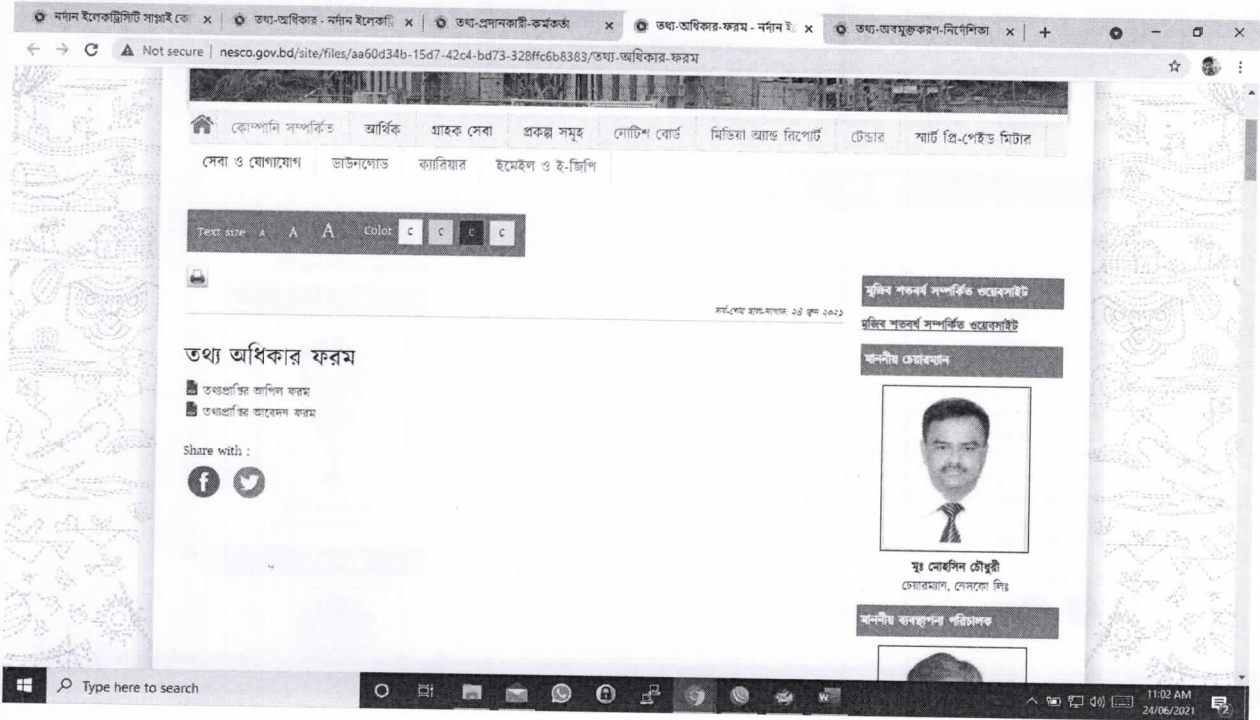 নর্দান ইলেকট্রিসিটি সাপ্লাই কো
তথ্য-অধিকার - নর্দান ইলেকট্রি
তথ্য-প্রদানকারী-কর্মকর্তা
তথ্য-অধিকার-ফরম - নর্দান ই
তথ্য-অবমুক্তকরণ-নির্দেশিকা
Not secure | nesco.gov.bd/site/files/aa60d34b-15d7-42c4-bd73-328ffc6b8383/তথ্য-অধিকার-ফরম
কোম্পানি সম্পর্কিত আর্থিক গ্রাহক সেবা প্রকল্প সমূহ নোটিশ বোর্ড মিডিয়া অ্যান্ড রিপোর্ট টেন্ডার স্মার্ট প্রি-পেইড মিটার
সেবা ও যোগাযোগ ডাউনলোড ক্যারিয়ার ইমেইল ও ই-জিপি
Text size A A A Color C C C C
সর্ব-শেষ হাল-নাগাদ: ২৪ জুন ২০২১
তথ্য অধিকার ফরম
তথ্যপ্রাপ্তির আপিল ফরম
তথ্যপ্রাপ্তির আবেদন ফরম
Share with :
মুজিব শতবর্ষ সম্পর্কিত ওয়েবসাইট
মুজিব শতবর্ষ সম্পর্কিত ওয়েবসাইট
মাননীয় চেয়ারম্যান
মুঃ মোহসিন চৌধুরী
চেয়ারম্যান, নেসকো লিঃ
মাননীয় ব্যবস্থাপনা পরিচালক
Type here to search
11:02 AM
24/06/2021